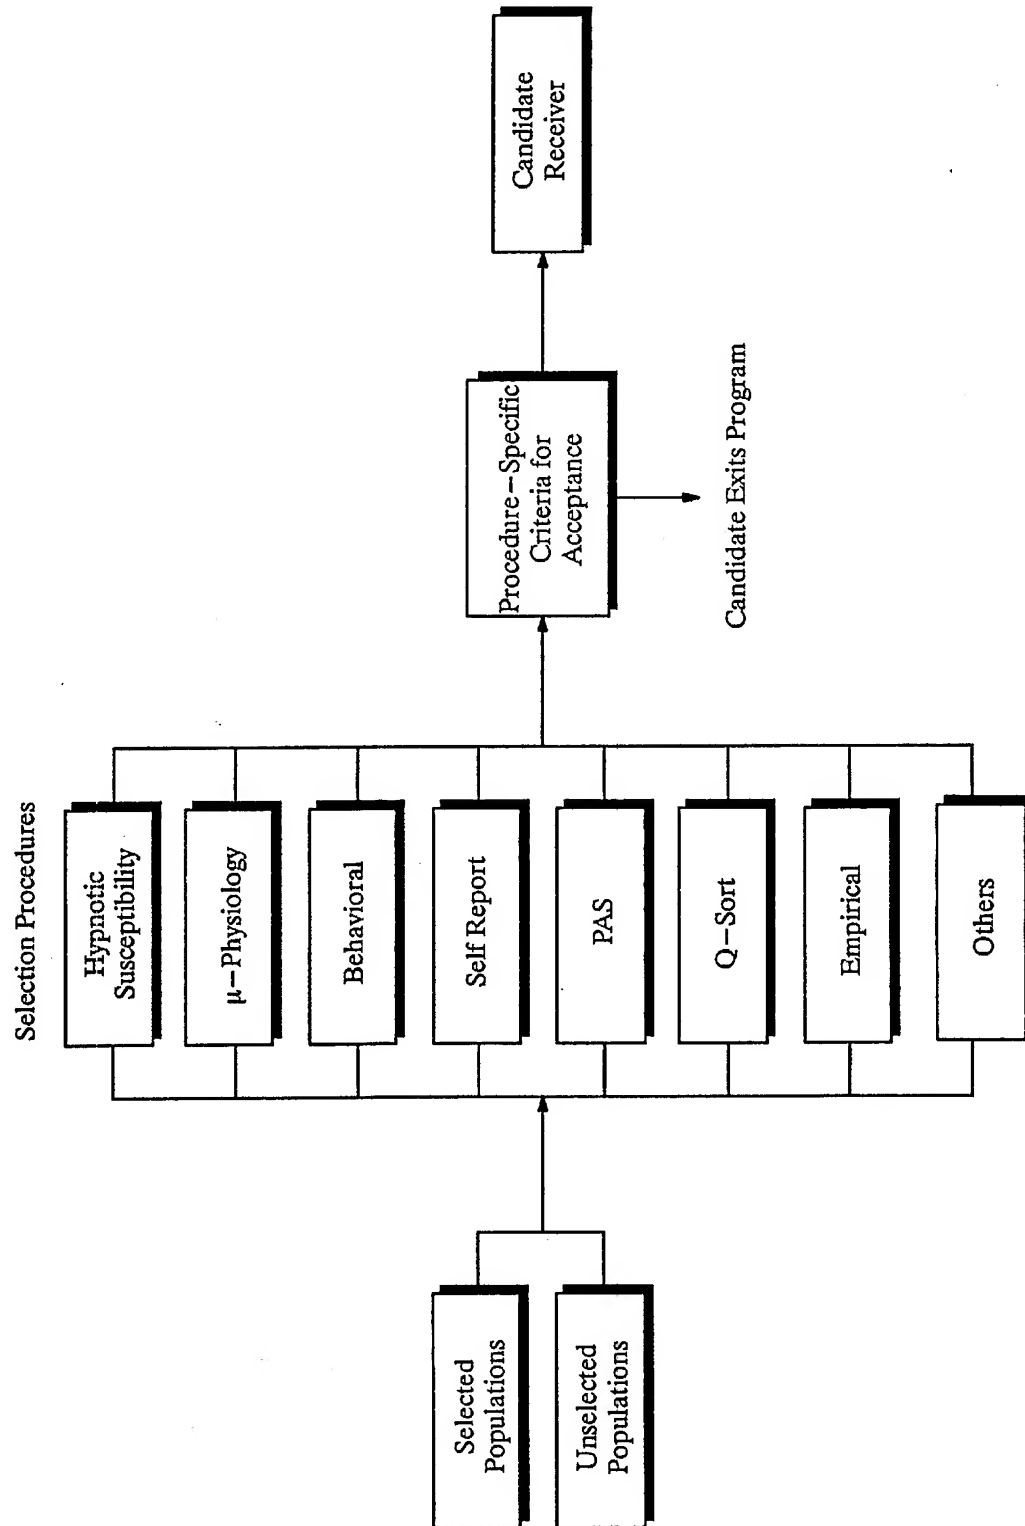 Selection Procedures
Selected
Populations
Unselected
Populations
Hypnotic
Susceptibility
µ–Physiology
Behavioral
Self Report
PAS
Q–Sort
Empirical
Others
Procedure–Specific
Criteria for
Acceptance
Candidate Exits Program
Candidate
Receiver